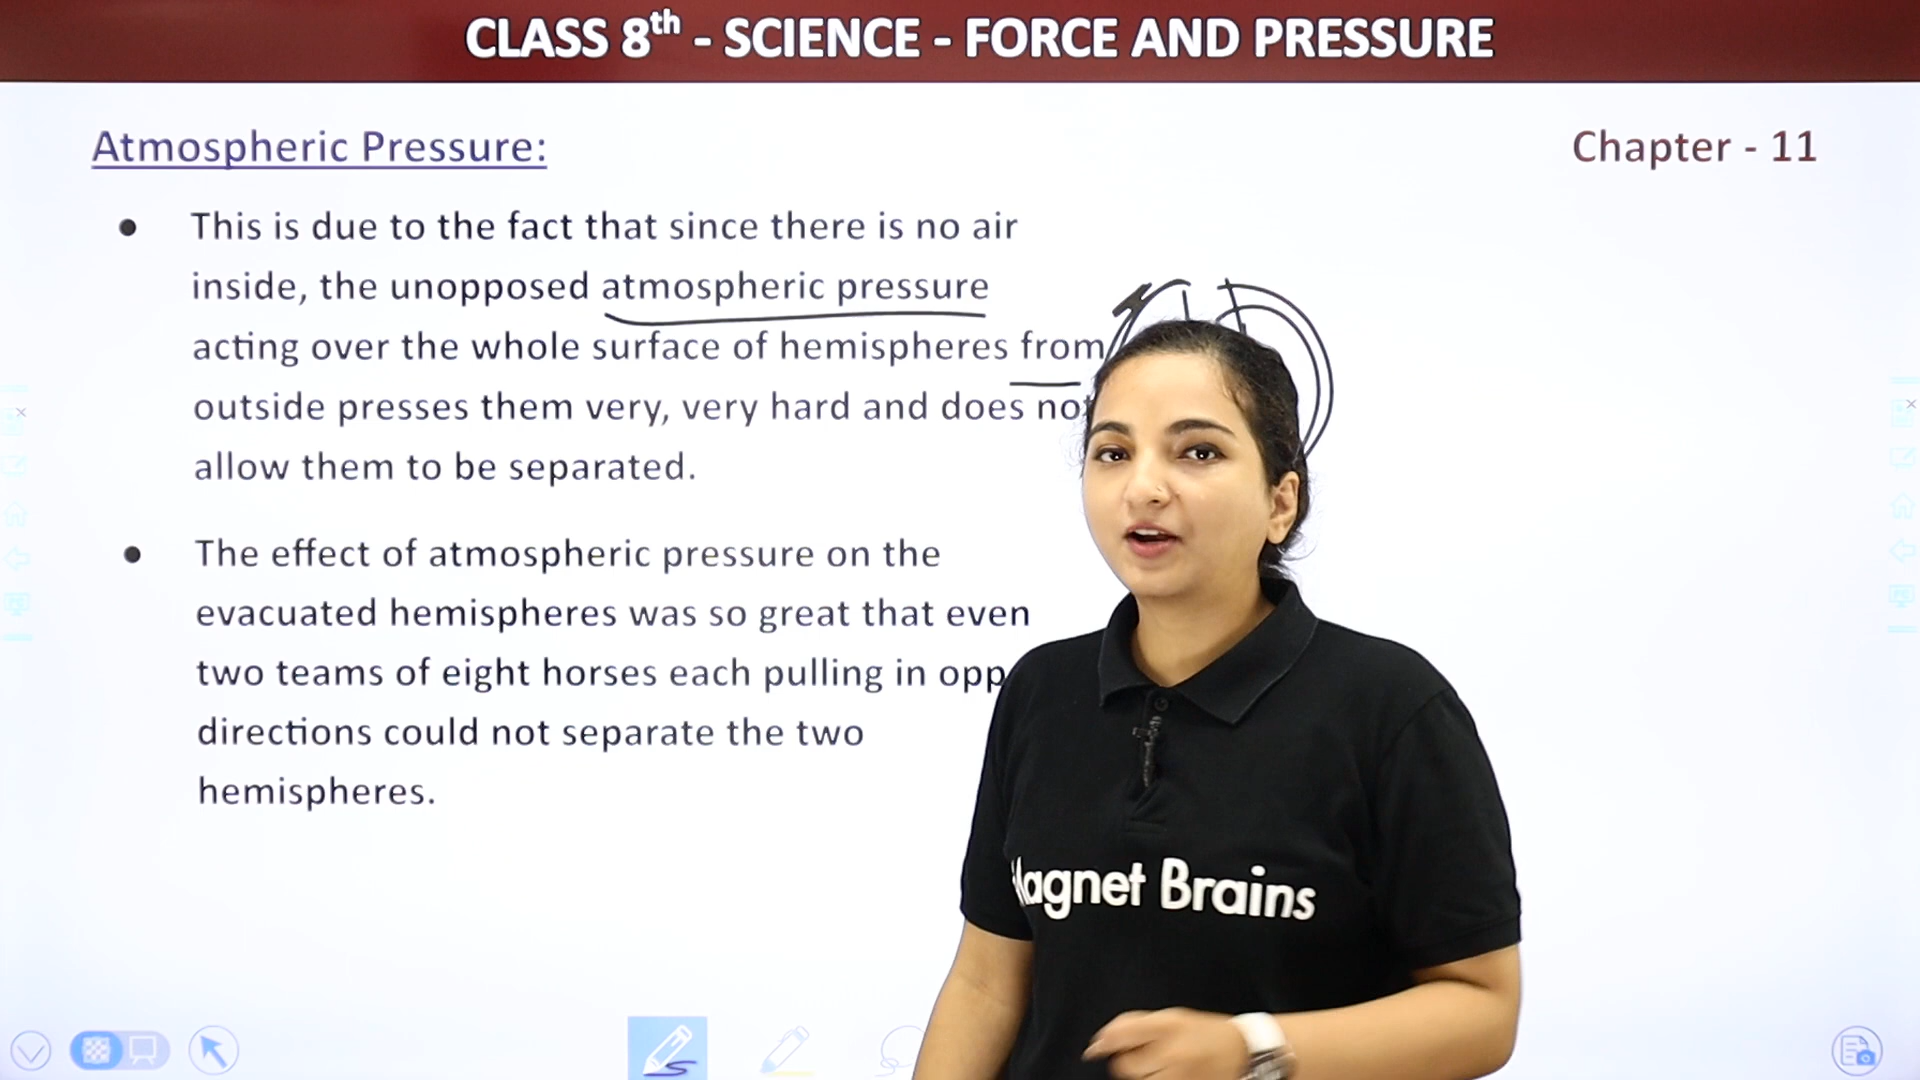 CLASS 8th - SCIENCE - FORCE AND PRESSURE
Atmospheric Pressure:
Chapter - 11
● This is due to the fact that since there is no air
inside, the unopposed atmospheric pressure
acting over the whole surface of hemispheres from
outside presses them very, very hard and does not
allow them to be separated.
● The effect of atmospheric pressure on the
evacuated hemispheres was so great that even
two teams of eight horses each pulling in opp
directions could not separate the two
hemispheres.
Magnet Brains